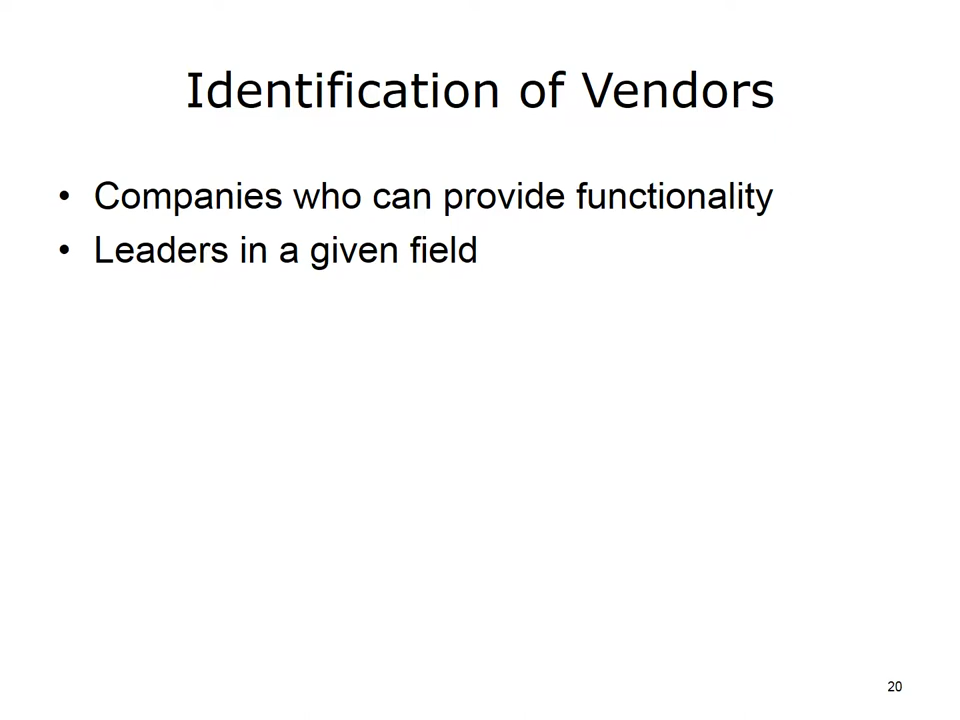 Identification of Vendors
• Companies who can provide functionality
• Leaders in a given field
20